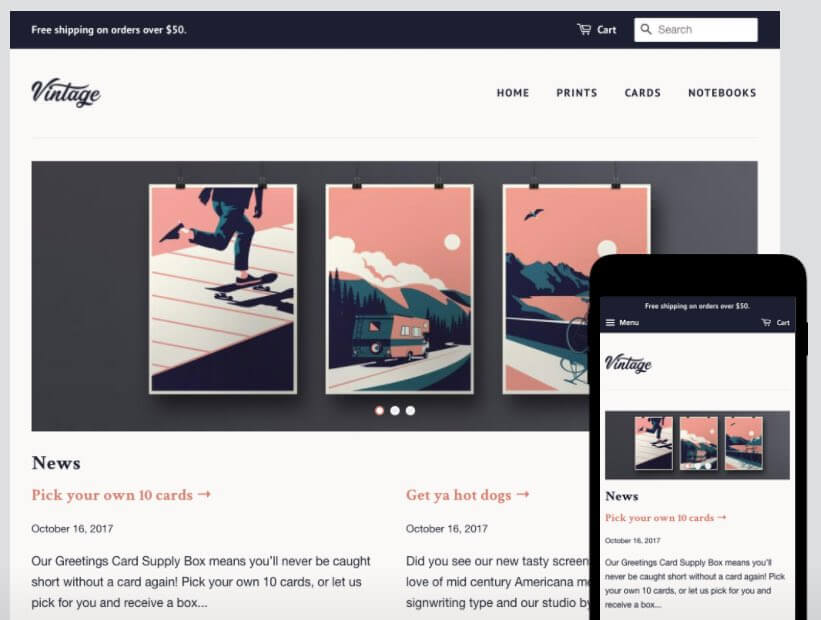 Free shipping on orders over $50.
Cart
Search
Vintage
HOME PRINTS CARDS NOTEBOOKS
News
Pick your own 10 cards →
October 16, 2017
Our Greetings Card Supply Box means you’ll never be caught
short without a card again! Pick your own 10 cards, or let us
pick for you and receive a box...
Get ya hot dogs →
October 16, 2017
Did you see our new tasty screen
love of mid century Americana me
signwriting type and our studio by
Free shipping on orders over $50.
Menu
Cart
Vintage
News
Pick your own 10 cards →
October 16, 2017
Our Greetings Card Supply Box means you’ll
never be caught short without a card again! Pick
your own 10 cards, or let us pick for you and
receive a box...